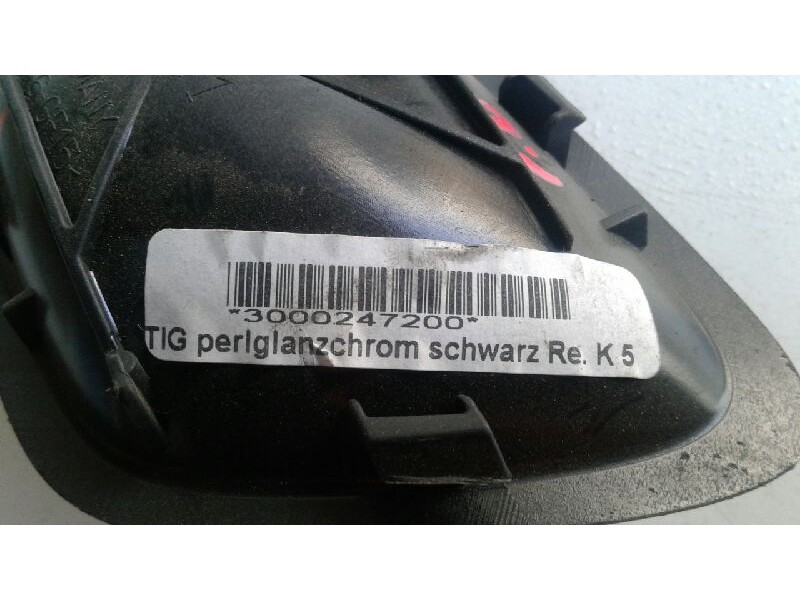 *3000247200*
TIG perlglanzchrom schwarz Re. K 5